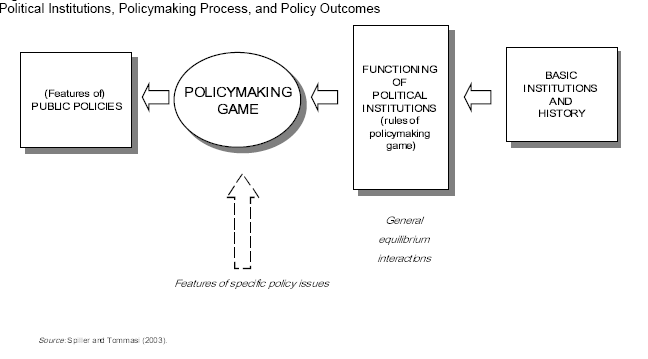 Political Institutions, Policymaking Process, and Policy Outcomes
(Features of)
PUBLIC POLICIES
POLICYMAKING
GAME
FUNCTIONING
OF
POLITICAL
INSTITUTIONS
(rules of
policymaking
game)
BASIC
INSTITUTIONS
AND
HISTORY
General
equilibrium
interactions
Features of specific policy issues
Source: Spiller and Tommasi (2003).